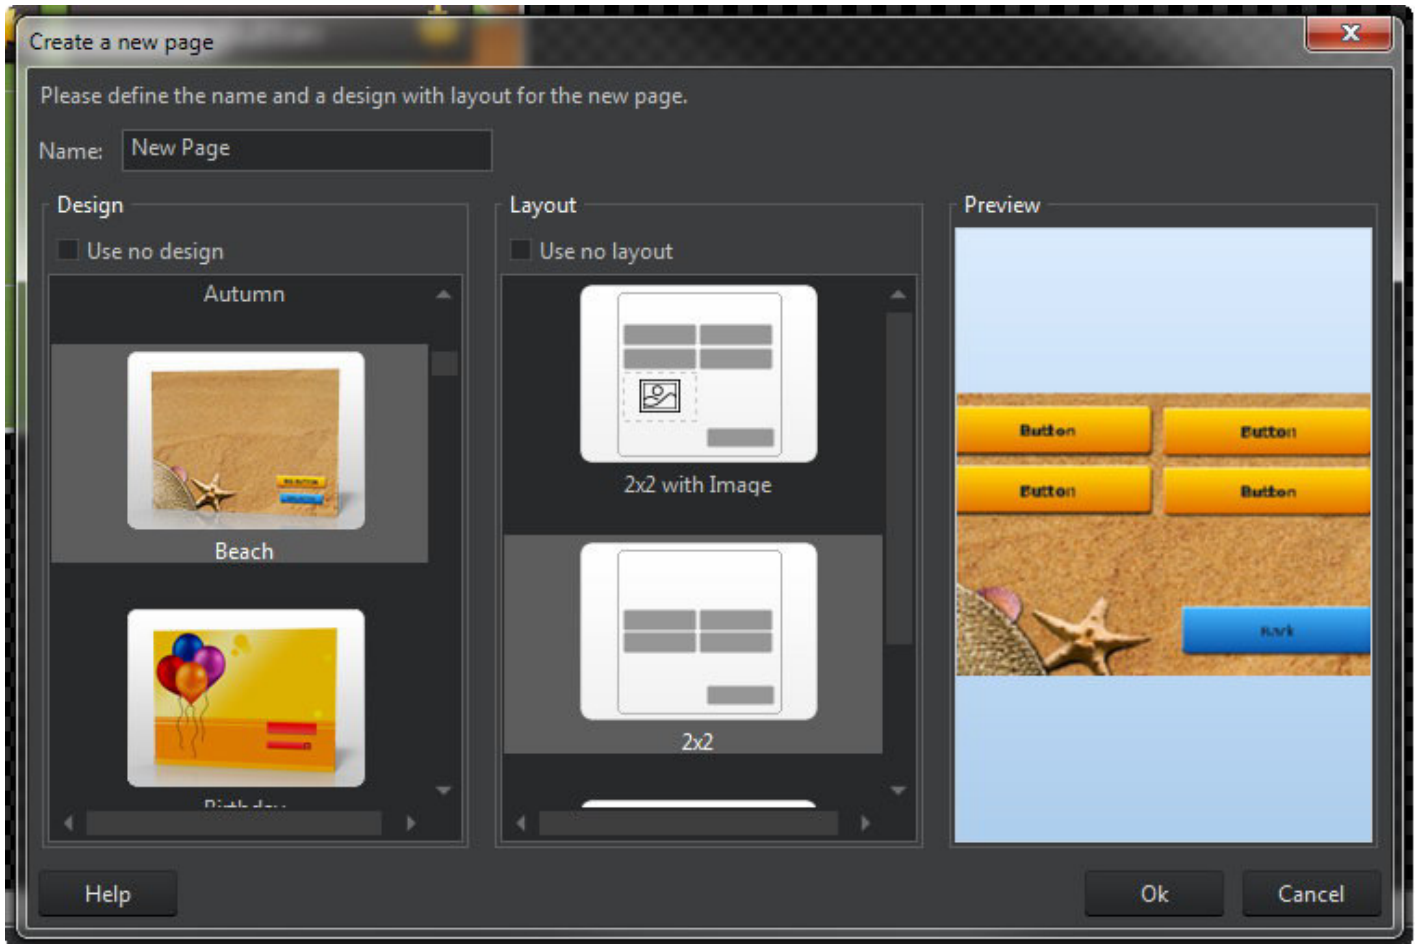 Create a new page
Please define the name and a design with layout for the new page.
Name: New Page
Design
Use no design
Autumn
Beach
Birthday
Layout
Use no layout
2x2 with Image
2x2
Preview
Button Button
Button Button
Back
Help
Ok
Cancel